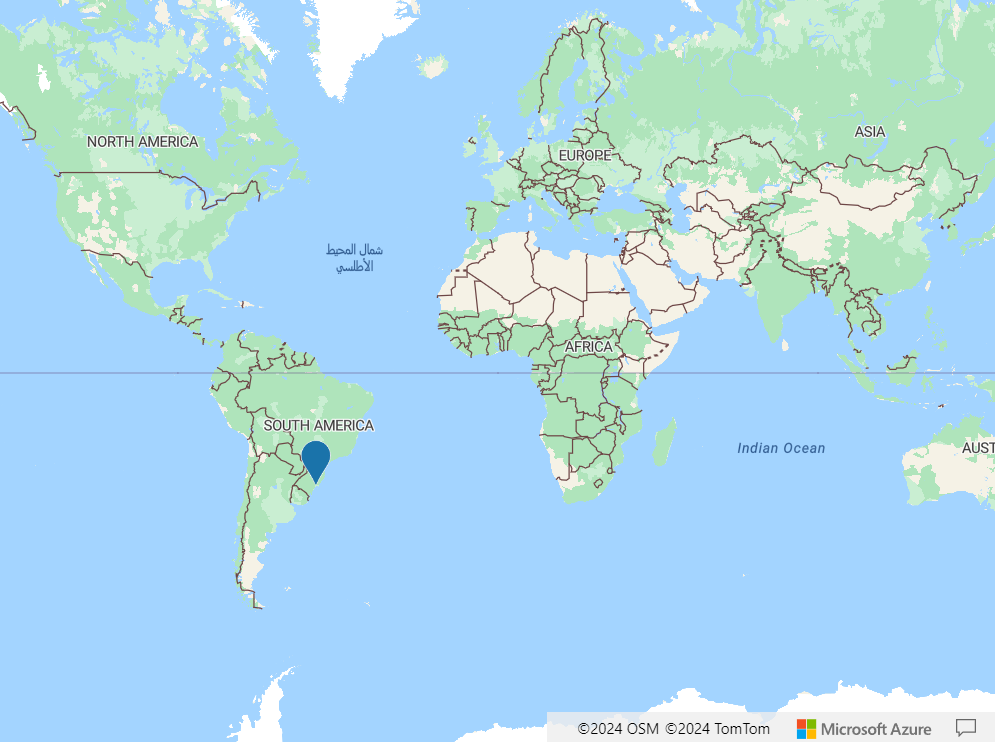 NORTH AMERICA
ASIA
EUROPE
شمال المحيط
الأطلسي
AFRICA
SOUTH AMERICA
Indian Ocean
AUST
©2024 OSM ©2024 TomTom
Microsoft Azure